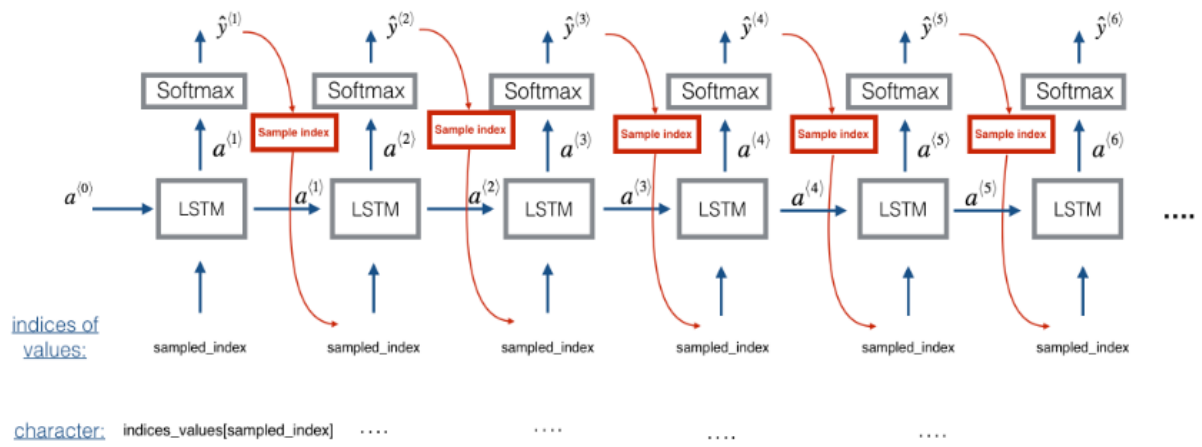 ŷ⟨1⟩ ŷ⟨2⟩ ŷ⟨3⟩ ŷ⟨4⟩ ŷ⟨5⟩ ŷ⟨6⟩
Softmax Softmax Softmax Softmax Softmax Softmax
Sample index Sample index Sample index Sample index Sample index
a⟨1⟩ a⟨2⟩ a⟨3⟩ a⟨4⟩ a⟨5⟩ a⟨6⟩
a⟨0⟩ a⟨1⟩ a⟨2⟩ a⟨3⟩ a⟨4⟩ a⟨5⟩
LSTM LSTM LSTM LSTM LSTM LSTM ....
indices of
values: sampled_index sampled_index sampled_index sampled_index sampled_index sampled_index
character: indices_values[sampled_index] .... .... .... .... ....